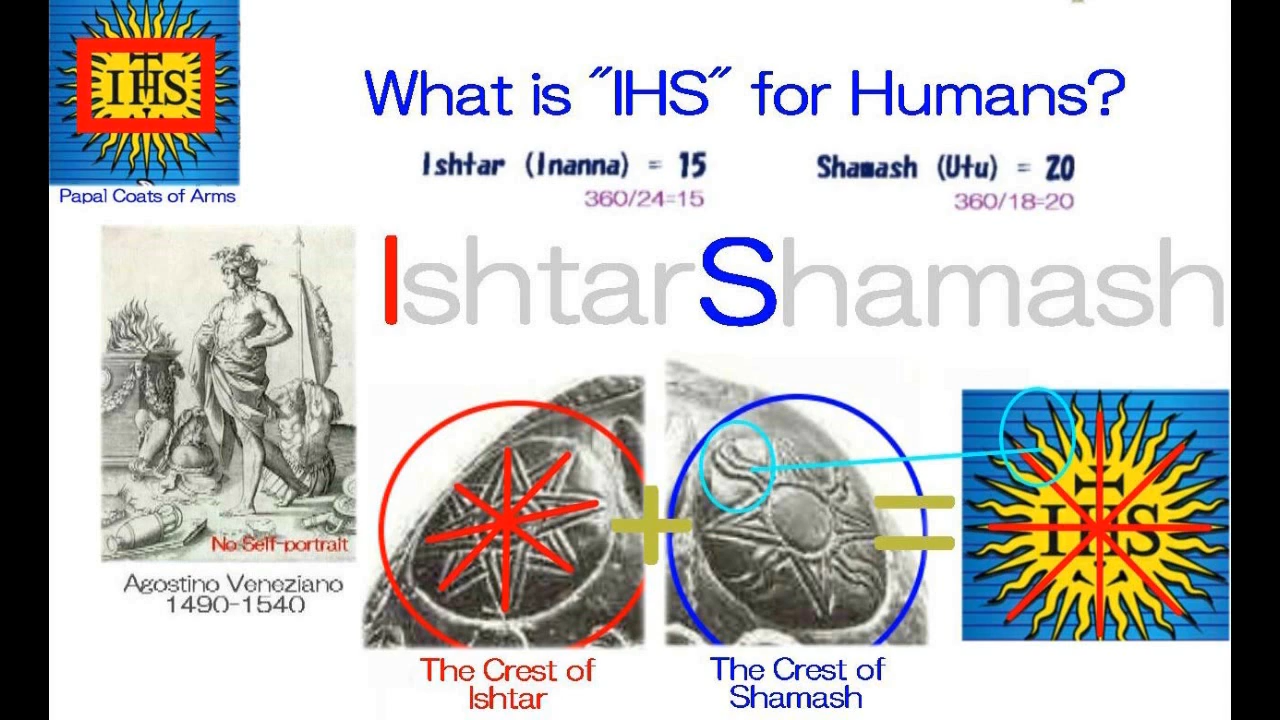 IHS
What is "IHS" for Humans?
Papal Coats of Arms
Ishtar (Inanna) = 15
360/24=15
Shamash (Utu) = 20
360/18=20
IshtarShamash
No Self-portrait
Agostino Veneziano
1490-1540
IHS
The Crest of
Ishtar
The Crest of
Shamash